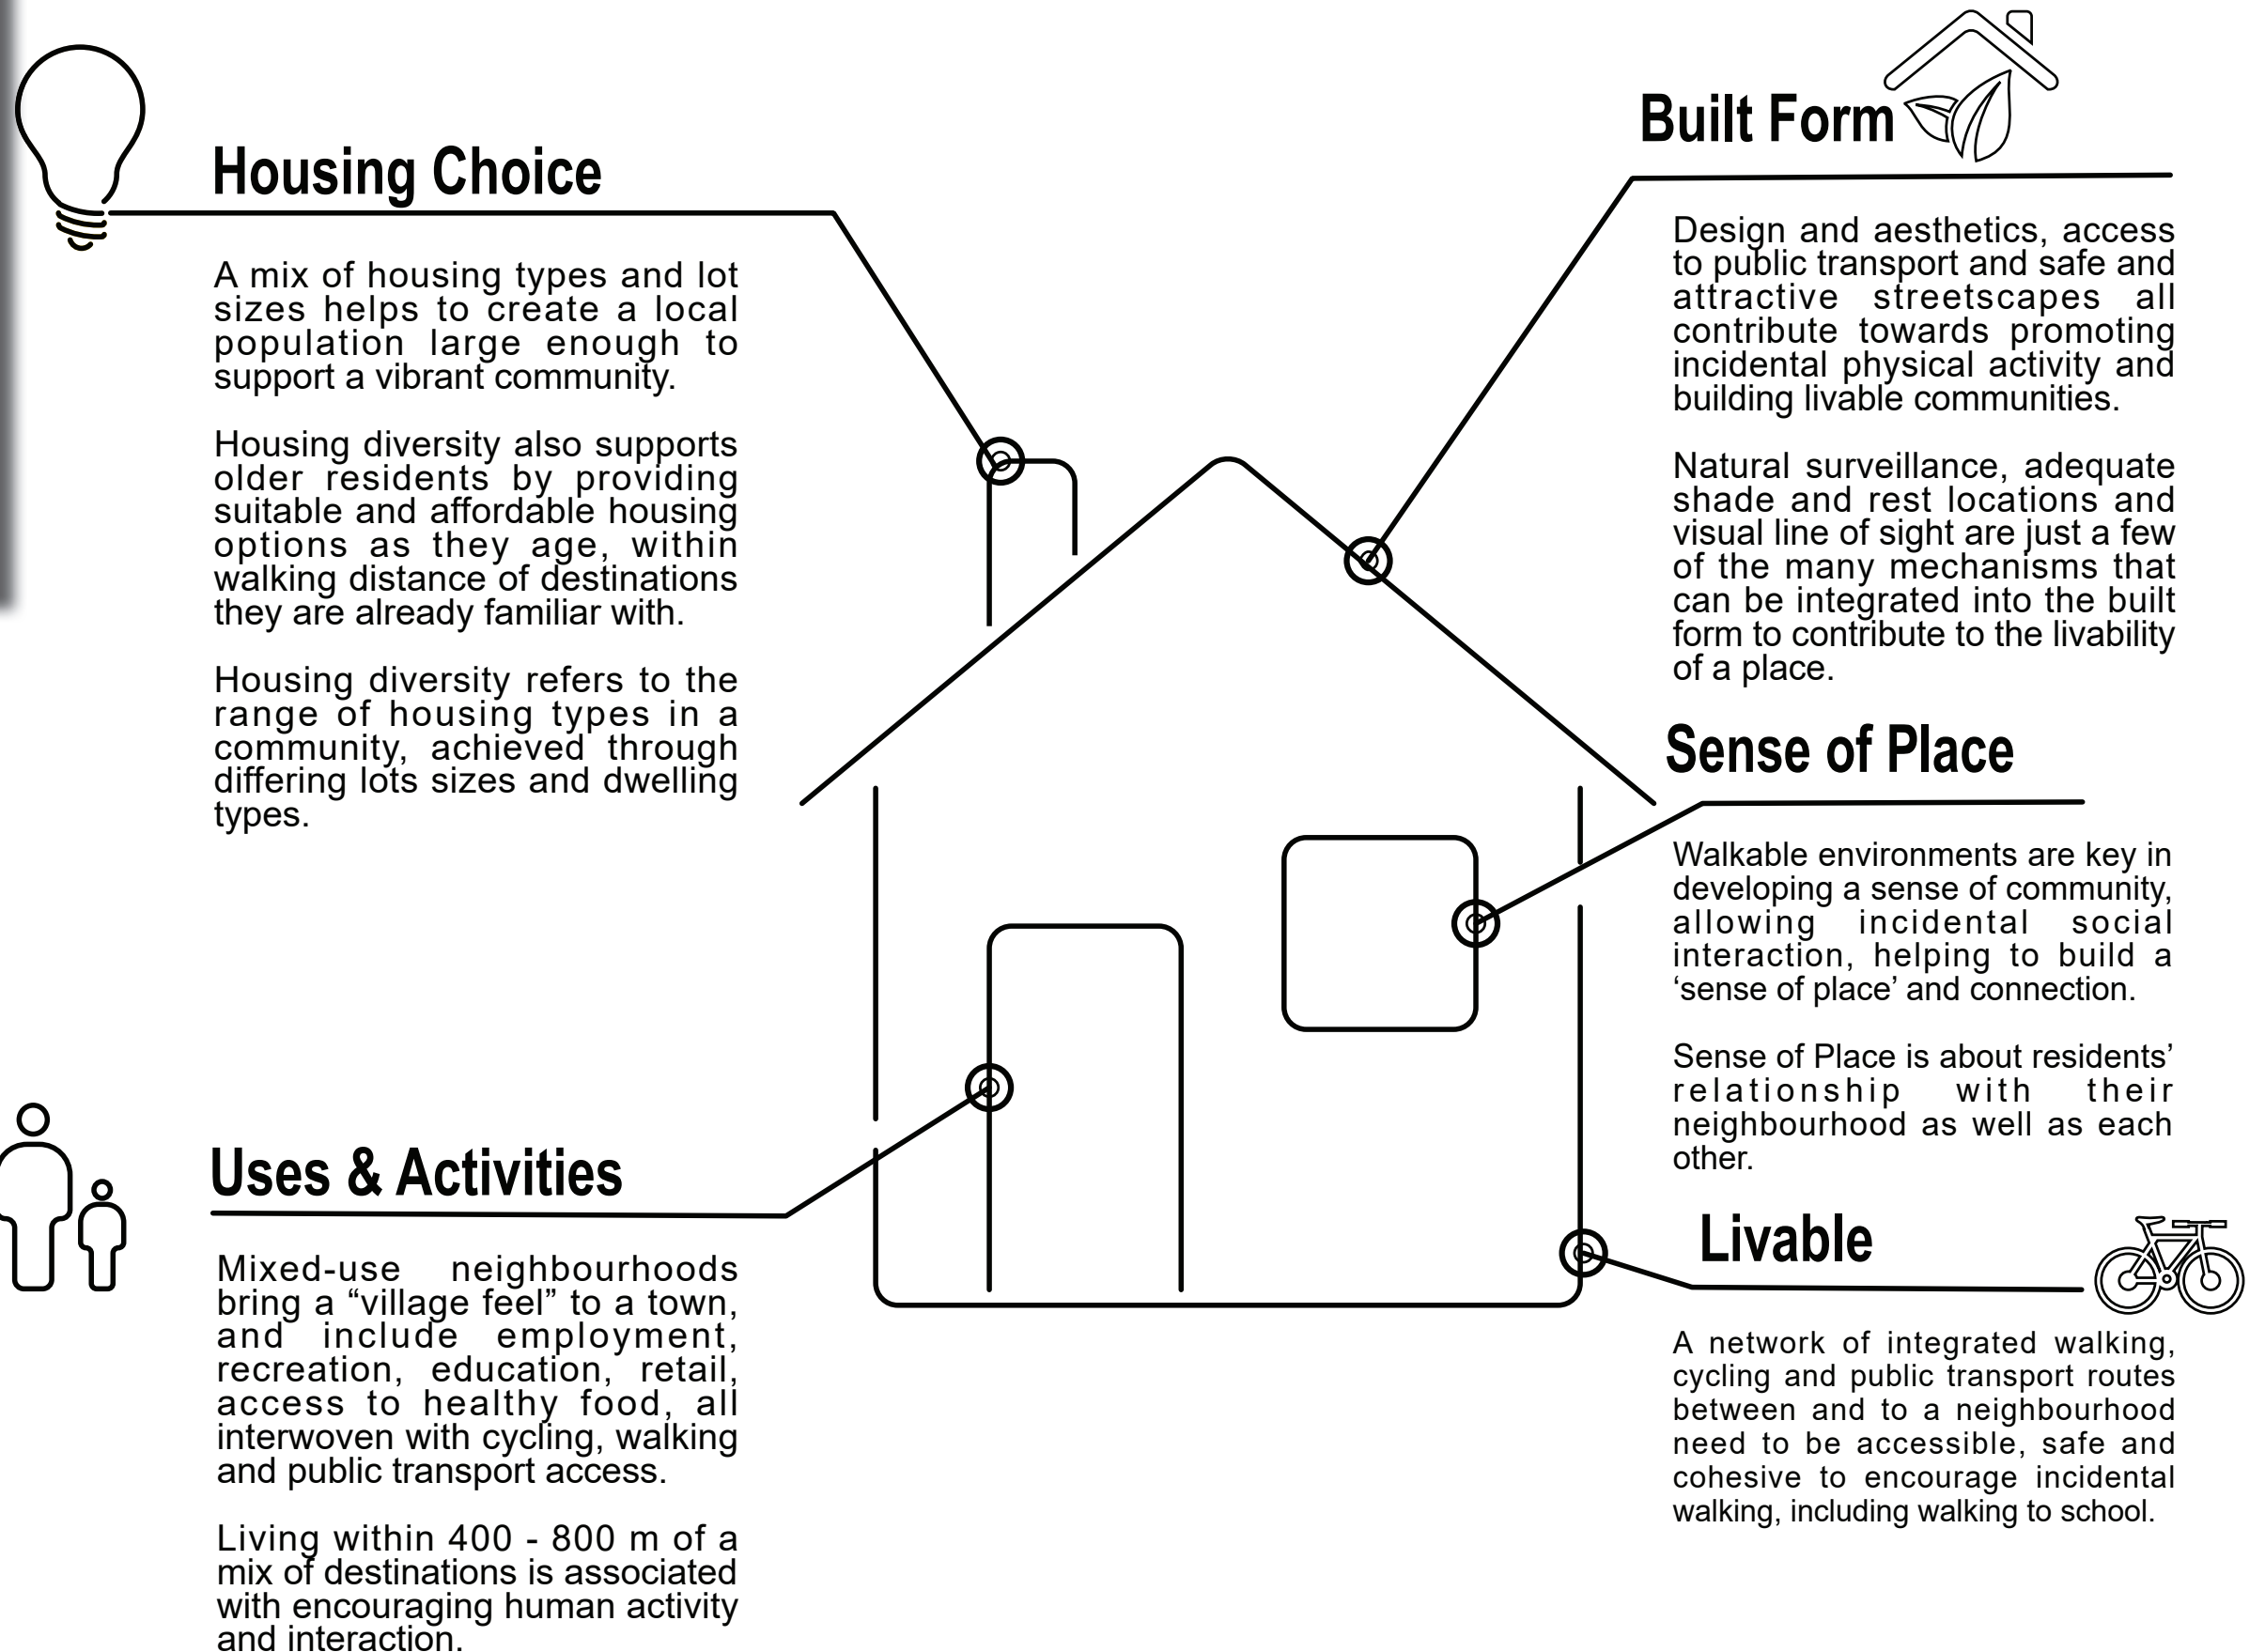 Housing Choice
A mix of housing types and lot
sizes helps to create a local
population large enough to
support a vibrant community.
Housing diversity also supports
older residents by providing
suitable and affordable housing
options as they age, within
walking distance of destinations
they are already familiar with.
Housing diversity refers to the
range of housing types in a
community, achieved through
differing lots sizes and dwelling
types.
Uses & Activities
Mixed-use neighbourhoods
bring a “village feel” to a town,
and include employment,
recreation, education, retail,
access to healthy food, all
interwoven with cycling, walking
and public transport access.
Living within 400 - 800 m of a
mix of destinations is associated
with encouraging human activity
and interaction.
Built Form
Design and aesthetics, access
to public transport and safe and
attractive streetscapes all
contribute towards promoting
incidental physical activity and
building livable communities.
Natural surveillance, adequate
shade and rest locations and
visual line of sight are just a few
of the many mechanisms that
can be integrated into the built
form to contribute to the livability
of a place.
Sense of Place
Walkable environments are key in
developing a sense of community,
allowing incidental social
interaction, helping to build a
‘sense of place’ and connection.
Sense of Place is about residents’
relationship with their
neighbourhood as well as each
other.
Livable
A network of integrated walking,
cycling and public transport routes
between and to a neighbourhood
need to be accessible, safe and
cohesive to encourage incidental
walking, including walking to school.